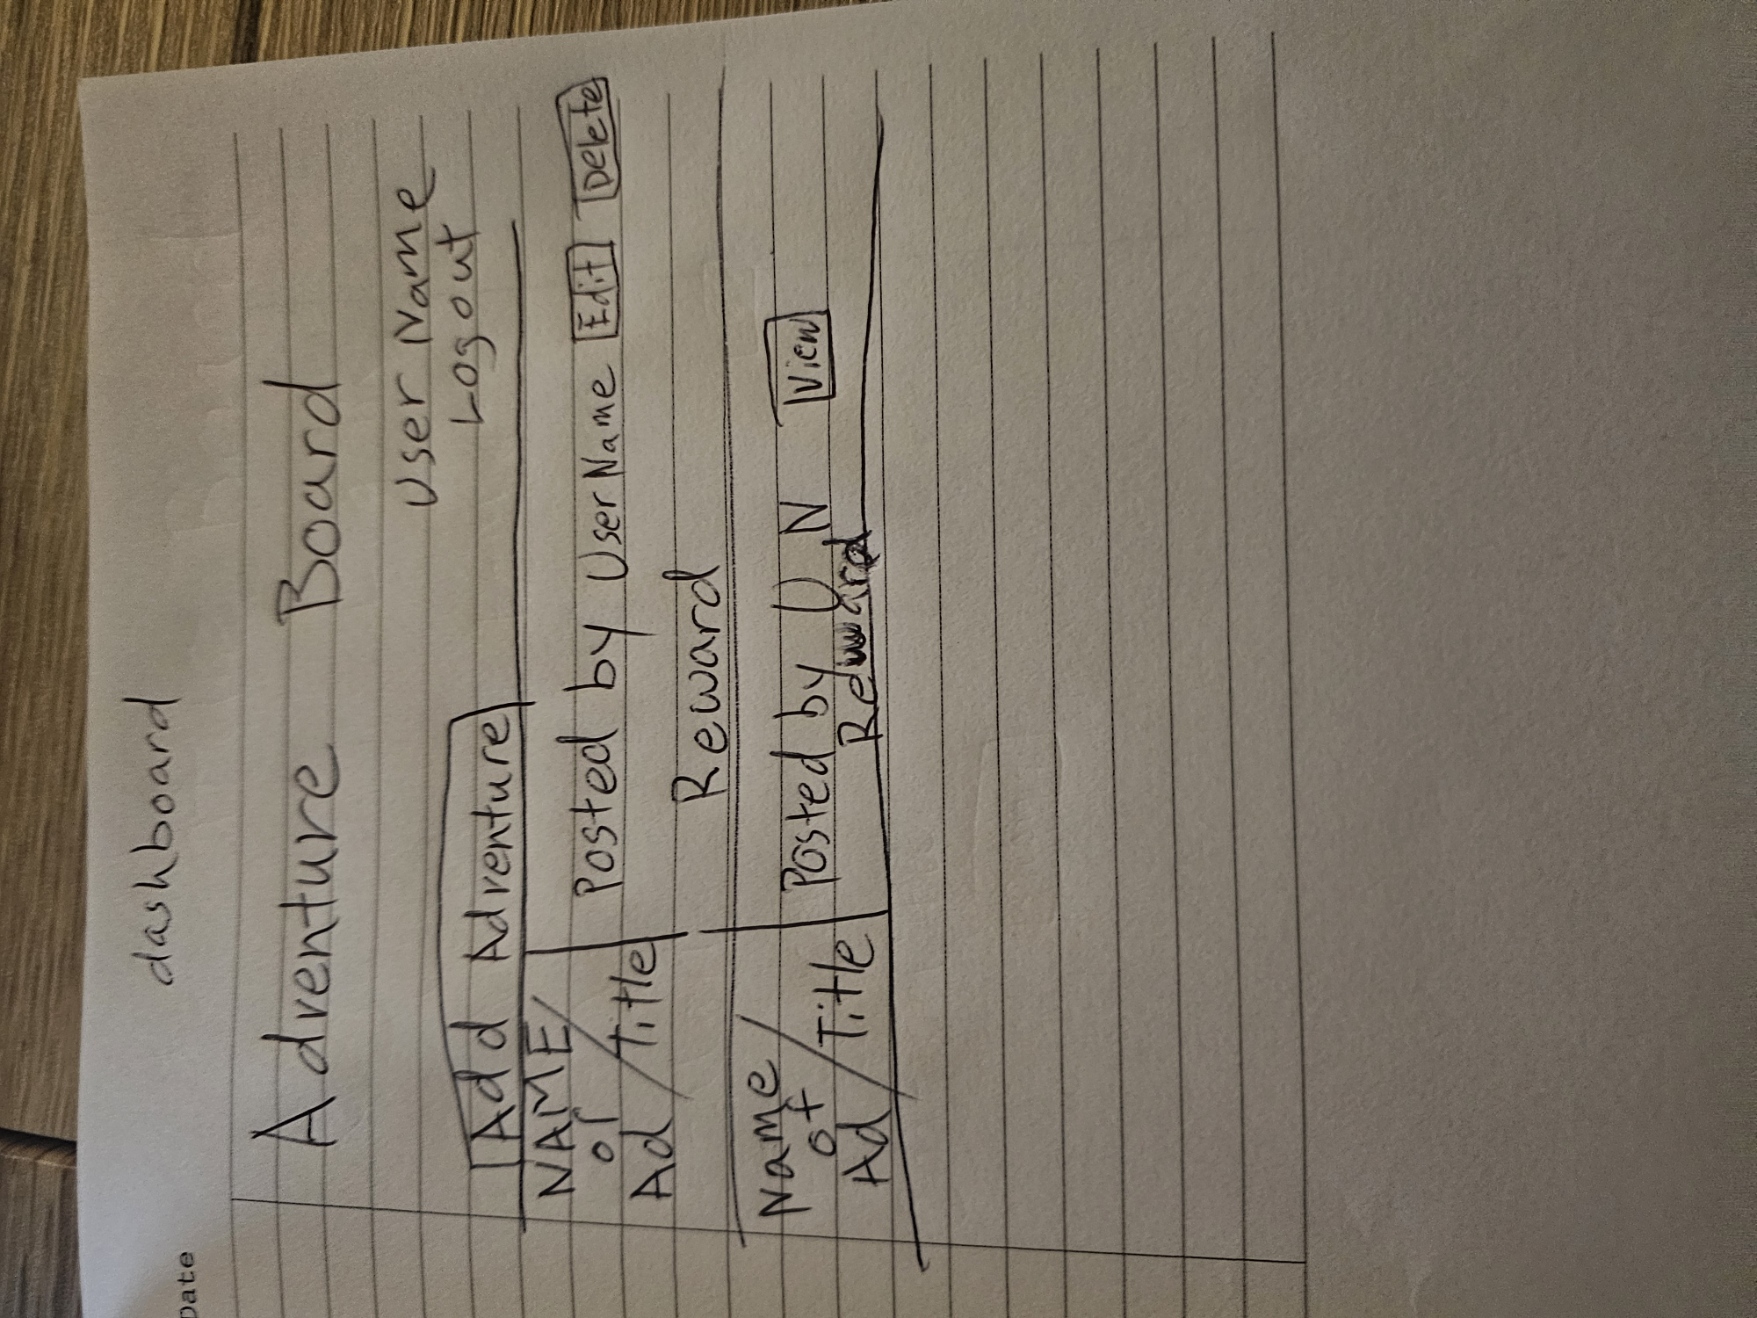 dashboard
Date
Adventure Board
User Name
Logout
Add Adventure
NAME/
of
Ad / Title
Posted by UserName Edit Delete
Reward
Name /
of
Ad / Title
Posted by U.N View
Reward